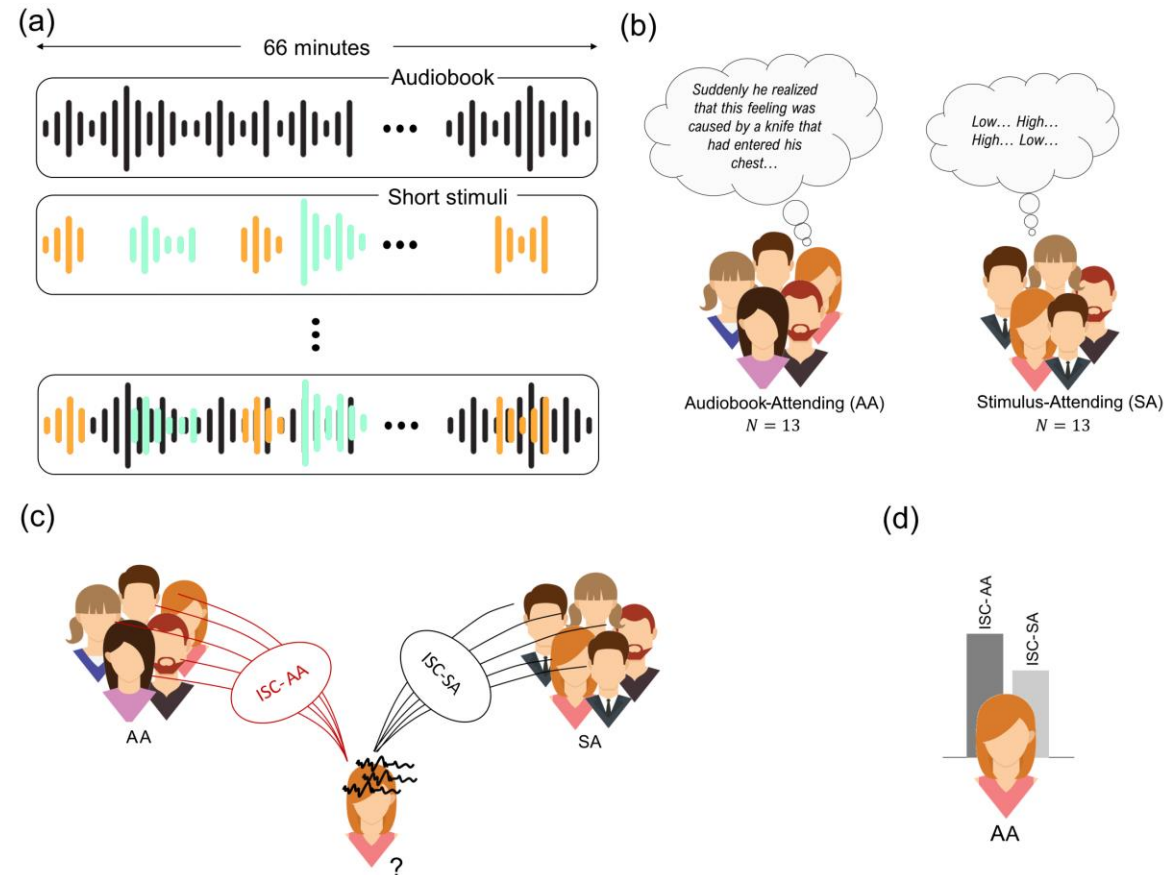 (a)
66 minutes
Audiobook
Short stimuli
(b)
Suddenly he realized
that this feeling was
caused by a knife that
had entered his
chest…
Low… High…
High… Low…
Audiobook-Attending (AA)
N = 13
Stimulus-Attending (SA)
N = 13
(c)
ISC-AA
ISC-SA
AA
SA
?
(d)
ISC-AA
ISC-SA
AA